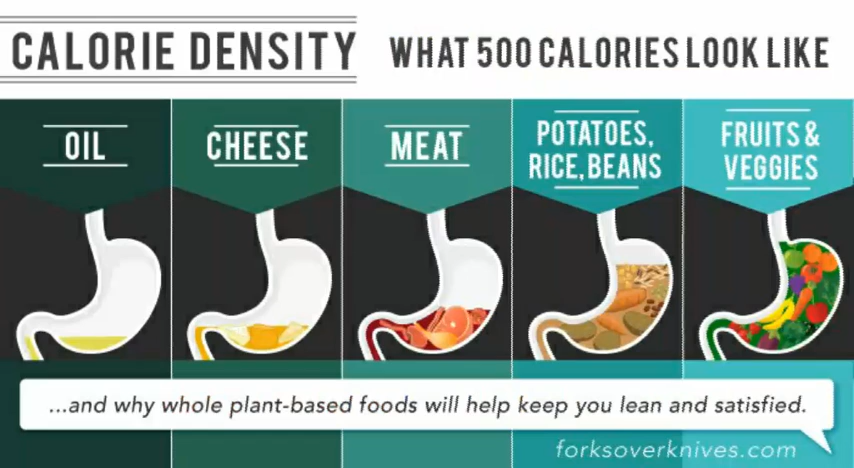 CALORIE DENSITY WHAT 500 CALORIES LOOK LIKE
OIL
CHEESE
MEAT
POTATOES,
RICE, BEANS
FRUITS &
VEGGIES
...and why whole plant-based foods will help keep you lean and satisfied.
forksoverknives.com